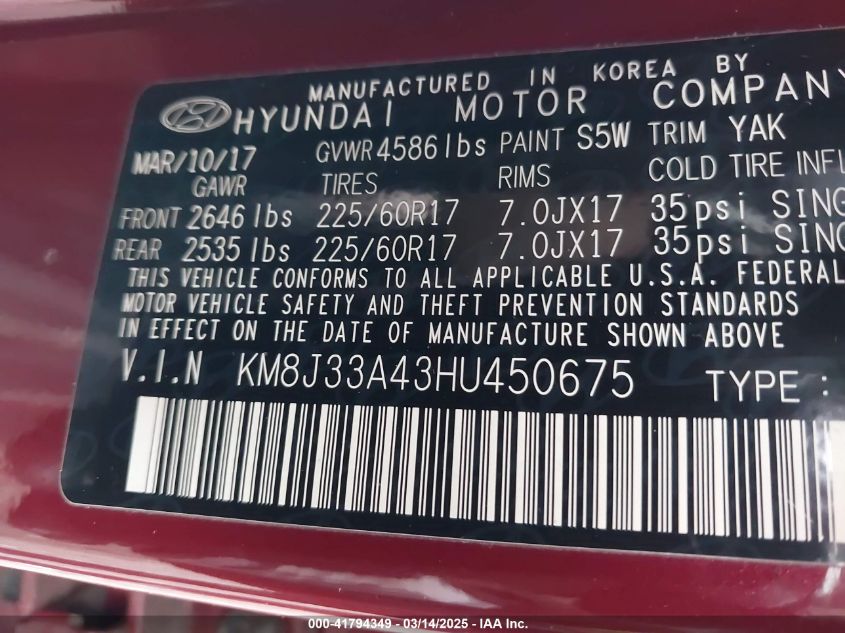 MANUFACTURED IN KOREA BY
HYUNDAI MOTOR COMPANY
MAR/10/17 GVWR 4586 lbs PAINT S5W TRIM YAK
GAWR TIRES RIMS COLD TIRE INFL
FRONT 2646 lbs 225/60R17 7.0JX17 35psi SING
REAR 2535 lbs 225/60R17 7.0JX17 35psi SING
THIS VEHICLE CONFORMS TO ALL APPLICABLE U.S.A. FEDERAL
MOTOR VEHICLE SAFETY AND THEFT PREVENTION STANDARDS
IN EFFECT ON THE DATE OF MANUFACTURE SHOWN ABOVE
V.I.N KM8J33A43HU450675 TYPE :
000-41794349 - 03/14/2025 - IAA Inc.